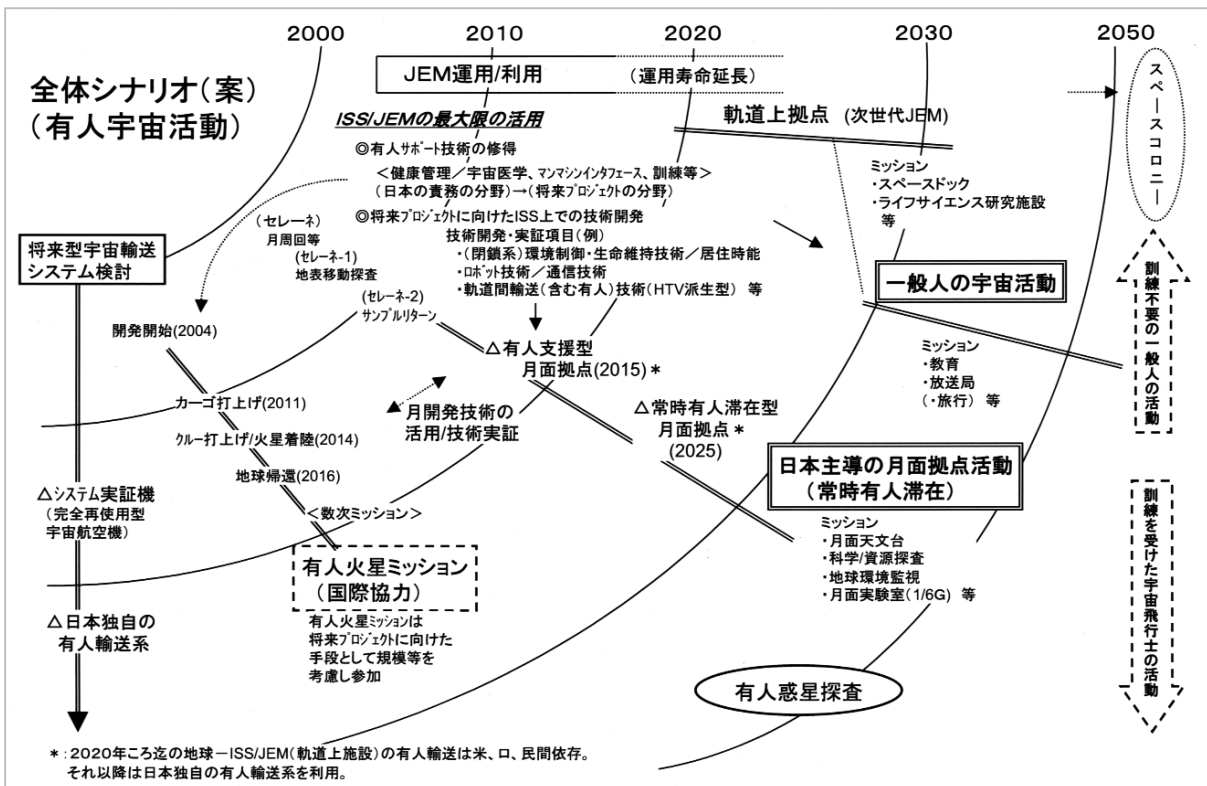 2000
2010
2020
2030
2050
全体シナリオ(案)
(有人宇宙活動)
JEM運用/利用
(運用寿命延長)
スペースコロニー
ISS/JEMの最大限の活用
◎有人サポート技術の修得
<健康管理/宇宙医学、マンマシンインタフェース、訓練等>
(日本の責務の分野)→(将来プロジェクトの分野)
◎将来プロジェクトに向けたISS上での技術開発
技術開発・実証項目(例)
・(閉鎖系)環境制御・生命維持技術/居住時能
・ロボット技術/通信技術
・軌道間輸送(含む有人)技術(HTV派生型) 等
軌道上拠点 (次世代JEM)
ミッション
・スペースドック
・ライフサイエンス研究施設
等
(セレーネ)
月周回等
(セレーネ-1)
地表移動探査
(セレーネ-2)
サンプルリターン
将来型宇宙輸送
システム検討
一般人の宇宙活動
訓練不要の一般人の活動
開発開始(2004)
△有人支援型
月面拠点(2015)*
ミッション
・教育
・放送局
(・旅行) 等
カーゴ打上げ(2011)
月開発技術の
活用/技術実証
△常時有人滞在型
月面拠点*
(2025)
クルー打上げ/火星着陸(2014)
地球帰還(2016)
日本主導の月面拠点活動
(常時有人滞在)
△システム実証機
(完全再使用型
宇宙航空機)
<数次ミッション>
ミッション
・月面天文台
・科学/資源探査
・地球環境監視
・月面実験室(1/6G) 等
訓練を受けた宇宙飛行士の活動
有人火星ミッション
(国際協力)
有人火星ミッションは
将来プロジェクトに向けた
手段として規模等を
考慮し参加
△日本独自の
有人輸送系
有人惑星探査
*:2020年ころ迄の地球-ISS/JEM(軌道上施設)の有人輸送は米、ロ、民間依存。
それ以降は日本独自の有人輸送系を利用。